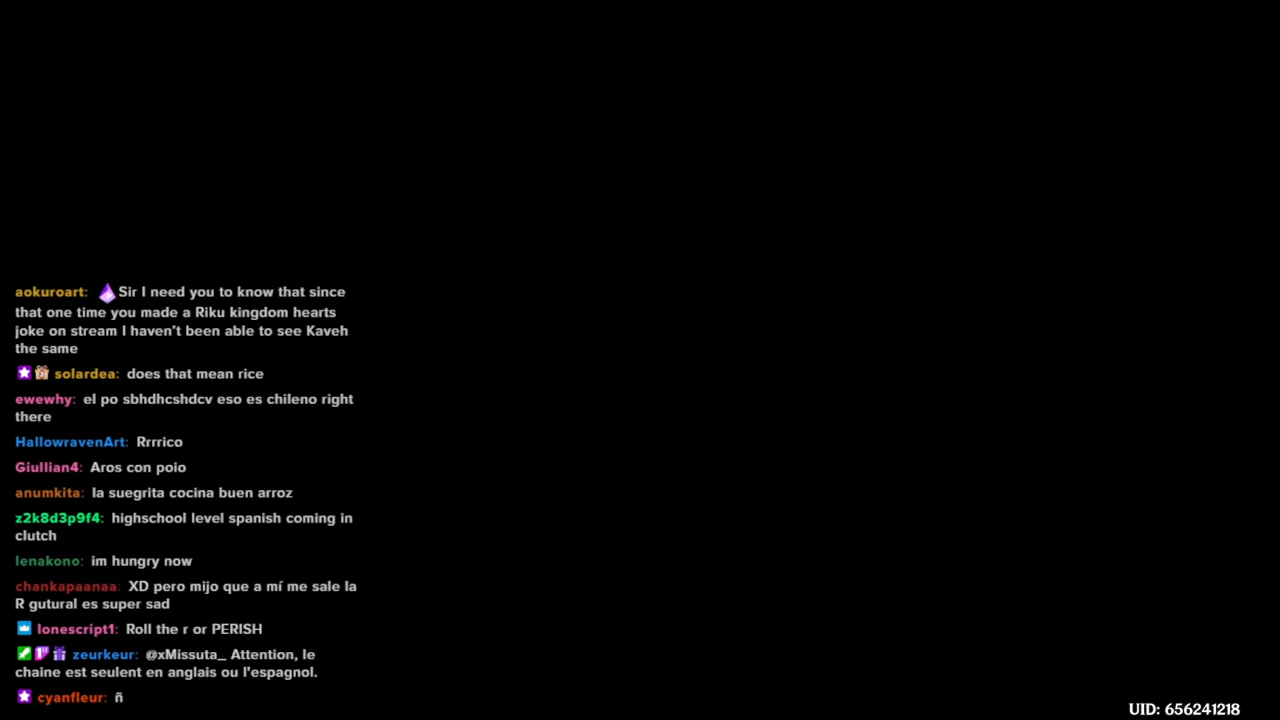 aokuroart: Sir I need you to know that since
that one time you made a Riku kingdom hearts
joke on stream I haven't been able to see Kaveh
the same
solardea: does that mean rice
ewewhy: el po sbhdhcshdcv eso es chileno right
there
HallowravenArt: Rrrrico
Giullian4: Aros con poio
anumkita: la suegrita cocina buen arroz
z2k8d3p9f4: highschool level spanish coming in
clutch
lenakono: im hungry now
chankapaanaa: XD pero mijo que a mí me sale la
R gutural es super sad
lonescript1: Roll the r or PERISH
zeurkeur: @xMissuta_ Attention, le
chaine est seulent en anglais ou l'espagnol.
cyanfleur: ñ
UID: 656241218